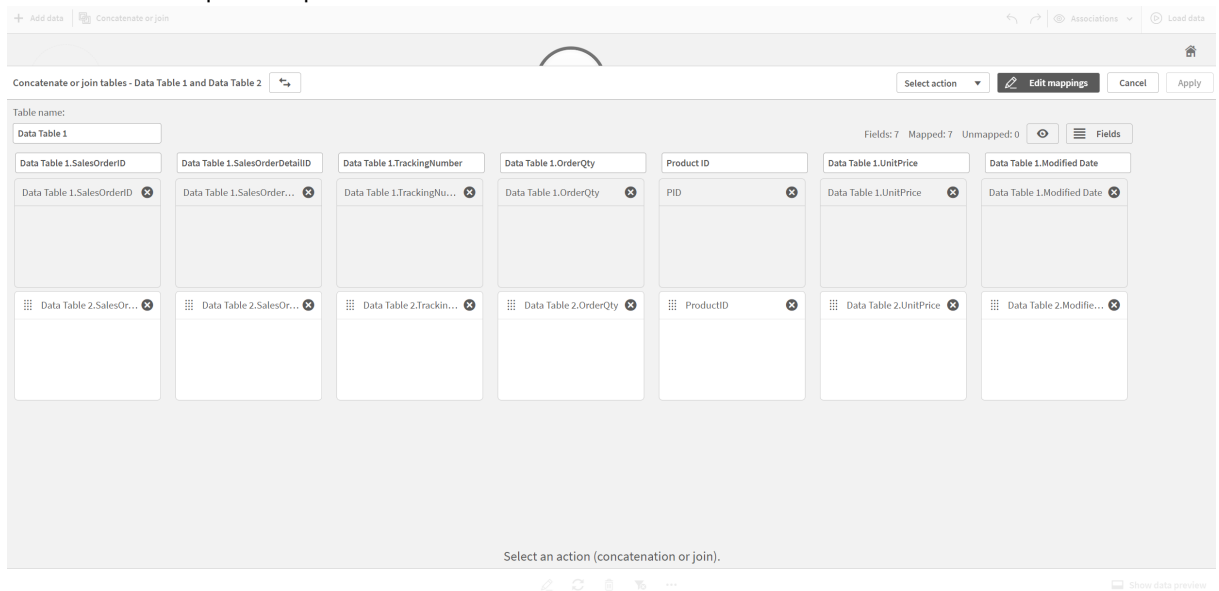 Add data Concatenate or join Associations Load data
Concatenate or join tables - Data Table 1 and Data Table 2 Select action Edit mappings Cancel Apply
Table name:
Data Table 1 Fields: 7 Mapped: 7 Unmapped: 0 Fields
Data Table 1.SalesOrderID Data Table 1.SalesOrderDetailID Data Table 1.TrackingNumber Data Table 1.OrderQty Product ID Data Table 1.UnitPrice Data Table 1.Modified Date
Data Table 1.SalesOrderID Data Table 1.SalesOrder... Data Table 1.TrackingNu... Data Table 1.OrderQty PID Data Table 1.UnitPrice Data Table 1.Modified Date
Data Table 2.SalesOr... Data Table 2.SalesOr... Data Table 2.Trackin... Data Table 2.OrderQty ProductID Data Table 2.UnitPrice Data Table 2.Modifie...
Select an action (concatenation or join).
Show data preview